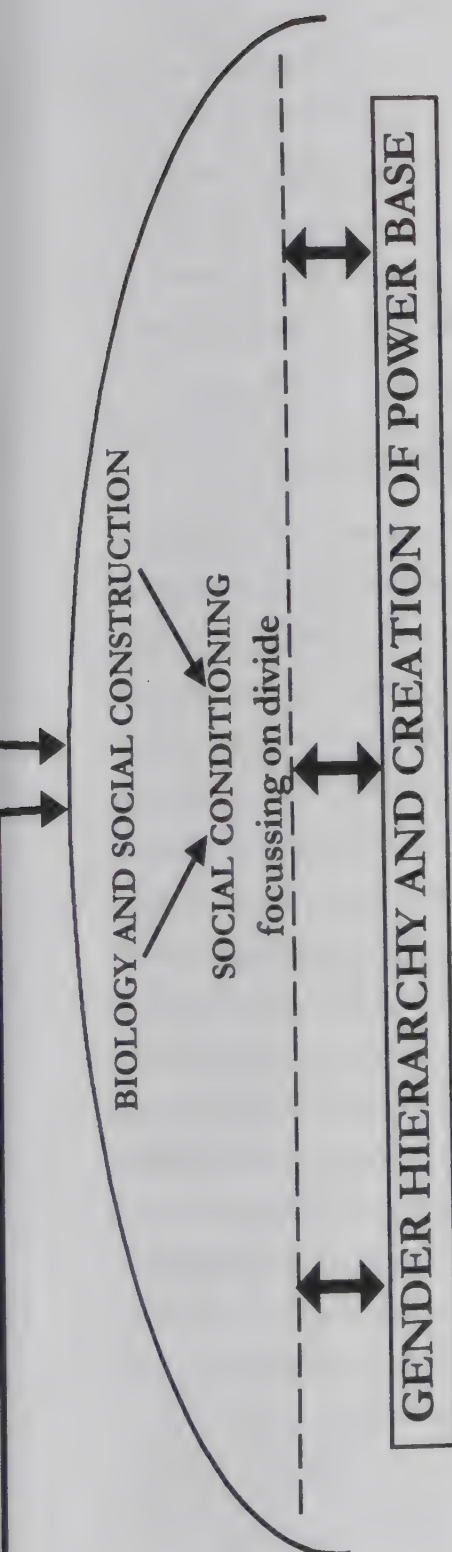 BIOLOGY AND SOCIAL CONSTRUCTION
SOCIAL CONDITIONING
focussing on divide
GENDER HIERARCHY AND CREATION OF POWER BASE